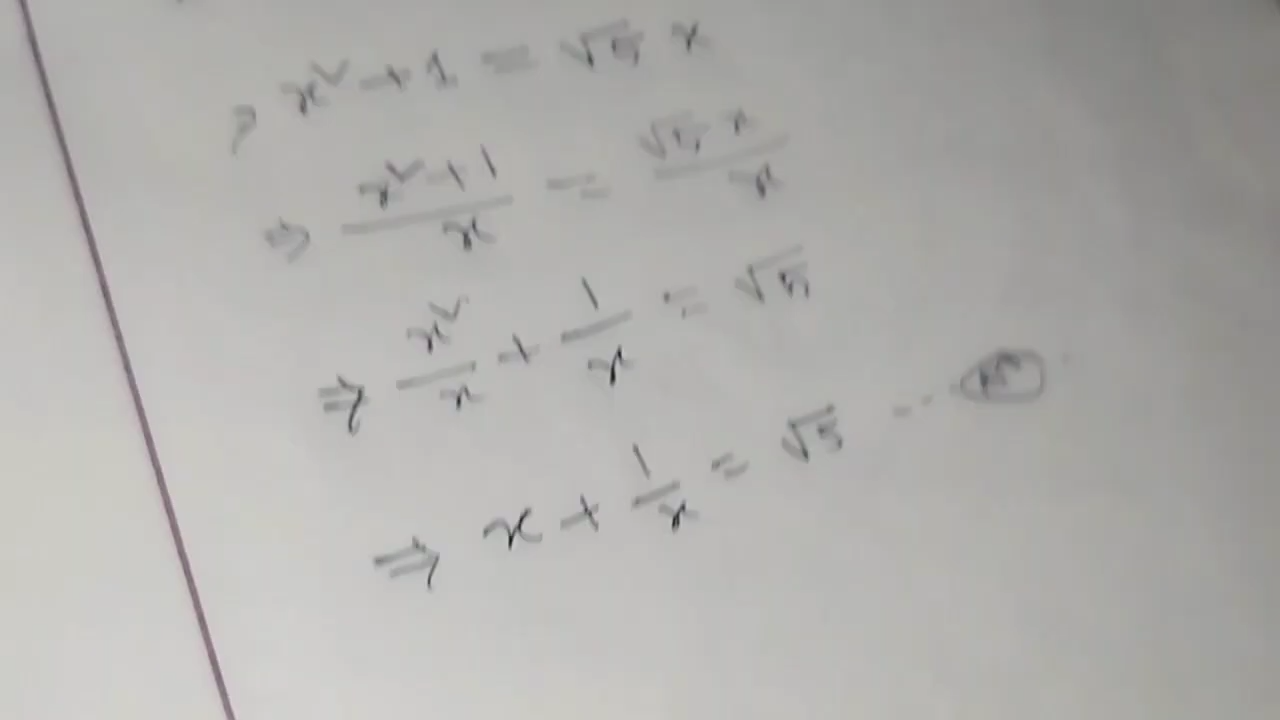 ⇒ x² + 1 = √5 x
⇒ (x² + 1)/x = (√5 x)/x
⇒ x²/x + 1/x = √5
⇒ x + 1/x = √5 ...